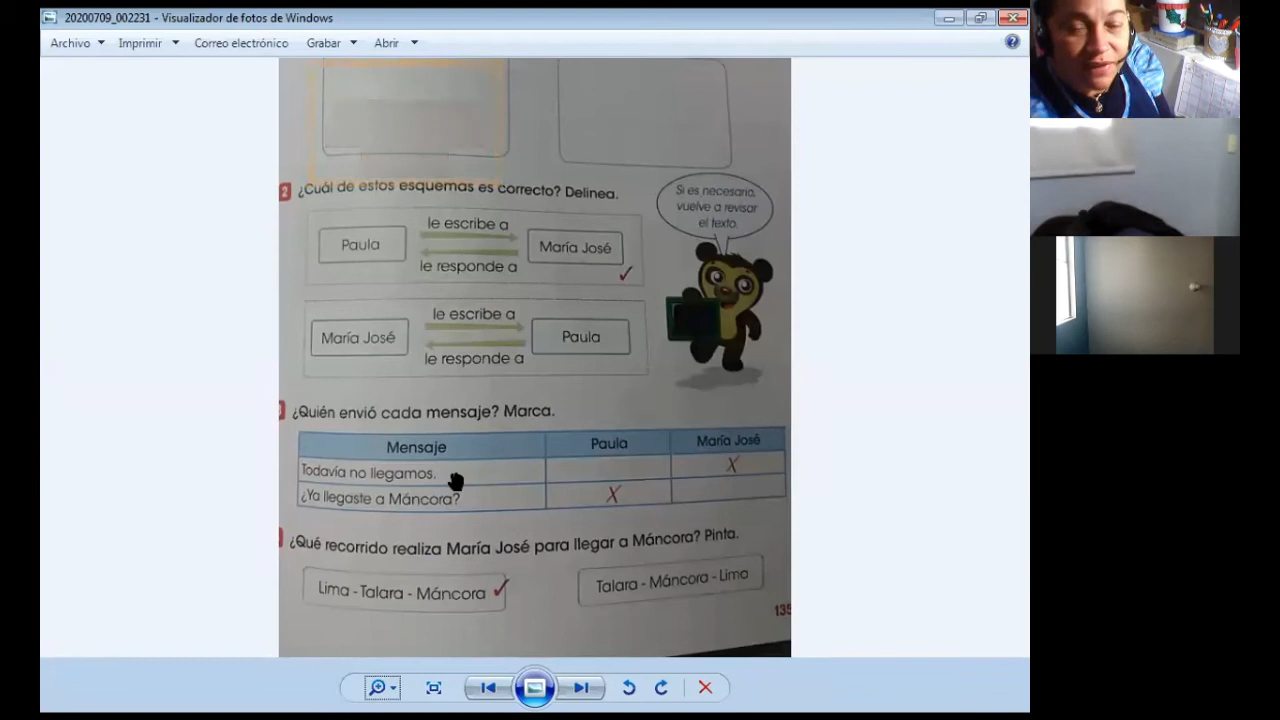 20200709_002231 - Visualizador de fotos de Windows
Archivo Imprimir Correo electrónico Grabar Abrir
2 ¿Cuál de estos esquemas es correcto? Delinea.
Si es necesario,
vuelve a revisar
el texto.
Paula le escribe a María José
le responde a
María José le escribe a Paula
le responde a
¿Quién envió cada mensaje? Marca.
Mensaje Paula María José
Todavía no llegamos. X
¿Ya llegaste a Máncora? X
¿Qué recorrido realiza María José para llegar a Máncora? Pinta.
Lima - Talara - Máncora
Talara - Máncora - Lima
135